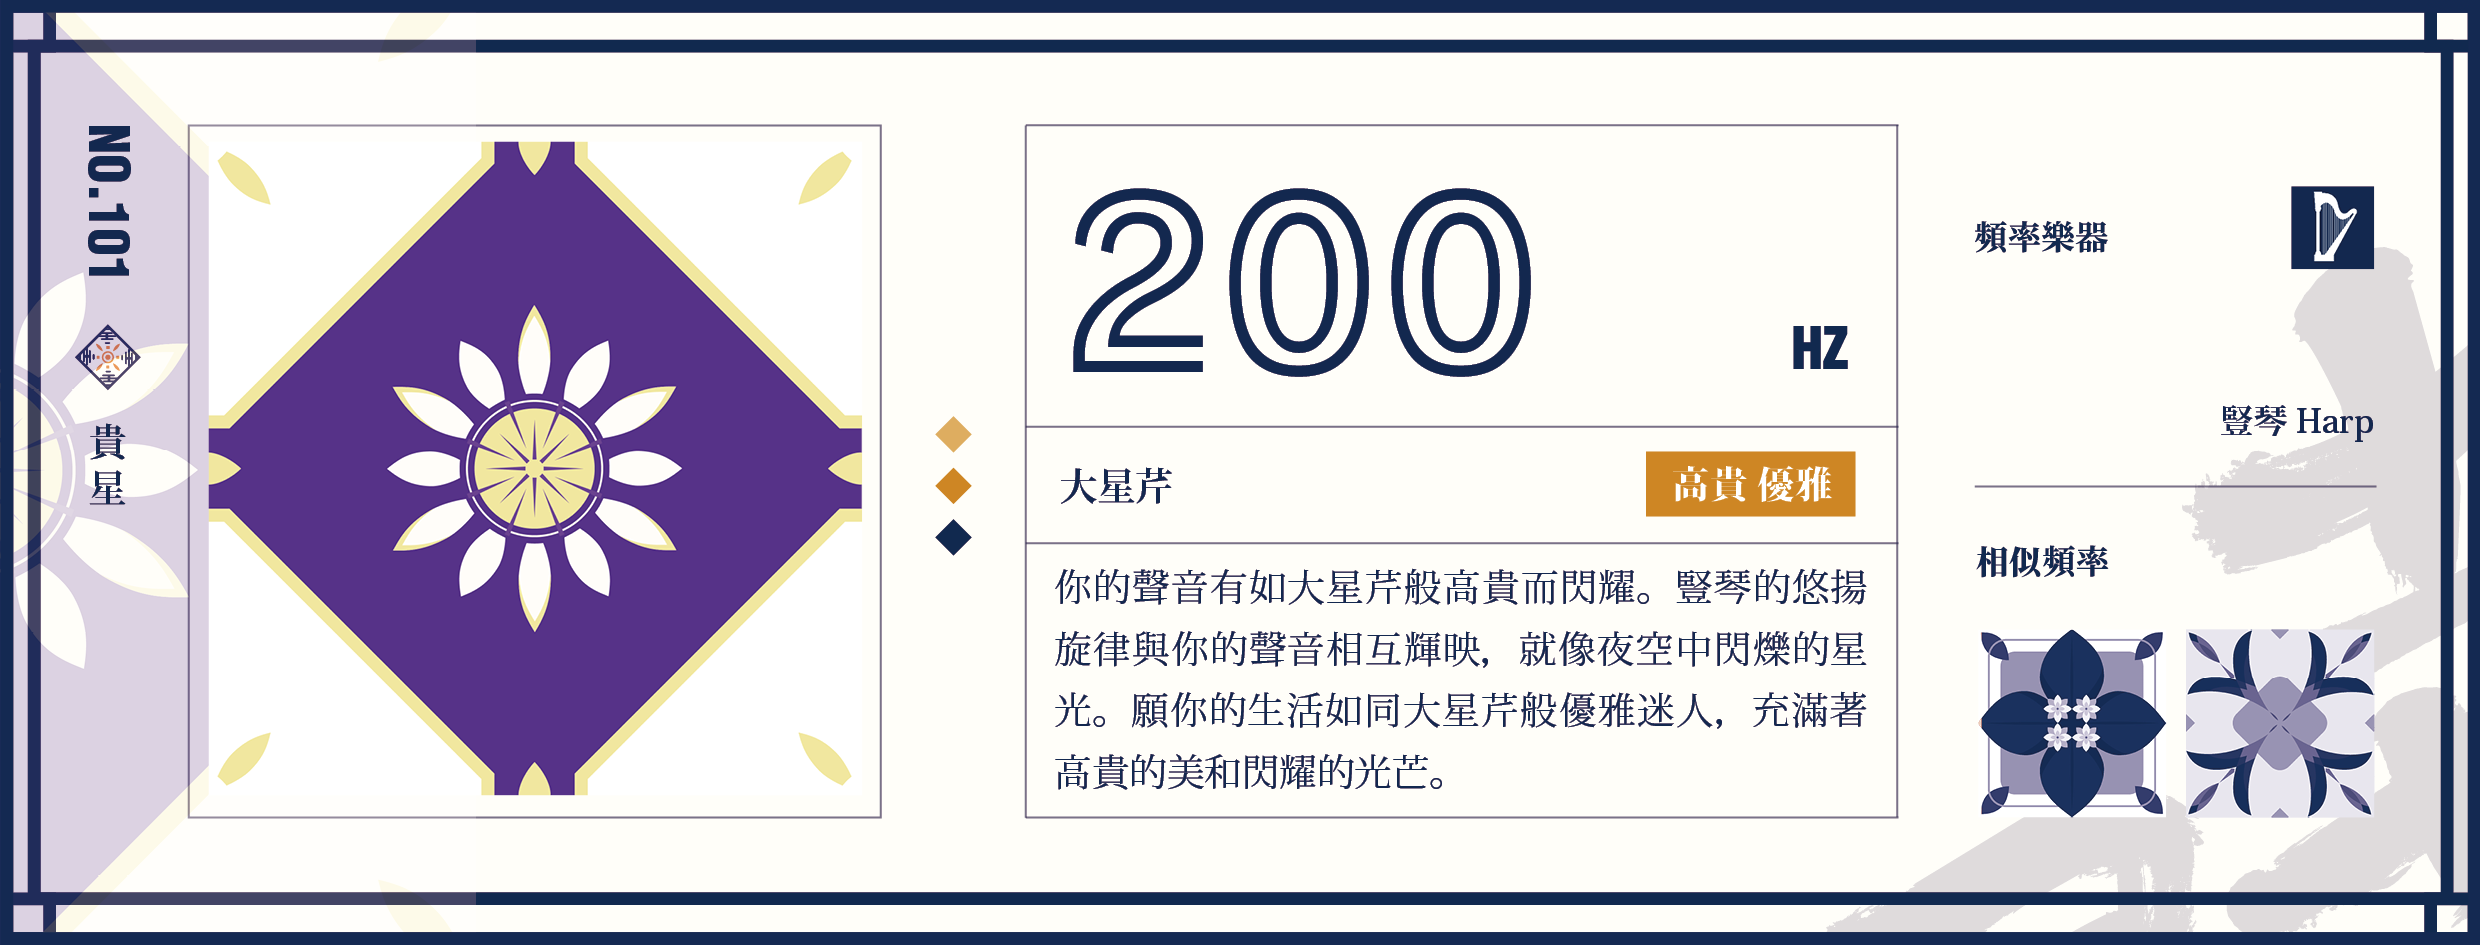 NO.101
貴星
200
HZ
大星芹
高貴 優雅
你的聲音有如大星芹般高貴而閃耀。豎琴的悠揚
旋律與你的聲音相互輝映，就像夜空中閃爍的星
光。願你的生活如同大星芹般優雅迷人，充滿著
高貴的美和閃耀的光芒。
頻率樂器
豎琴 Harp
相似頻率